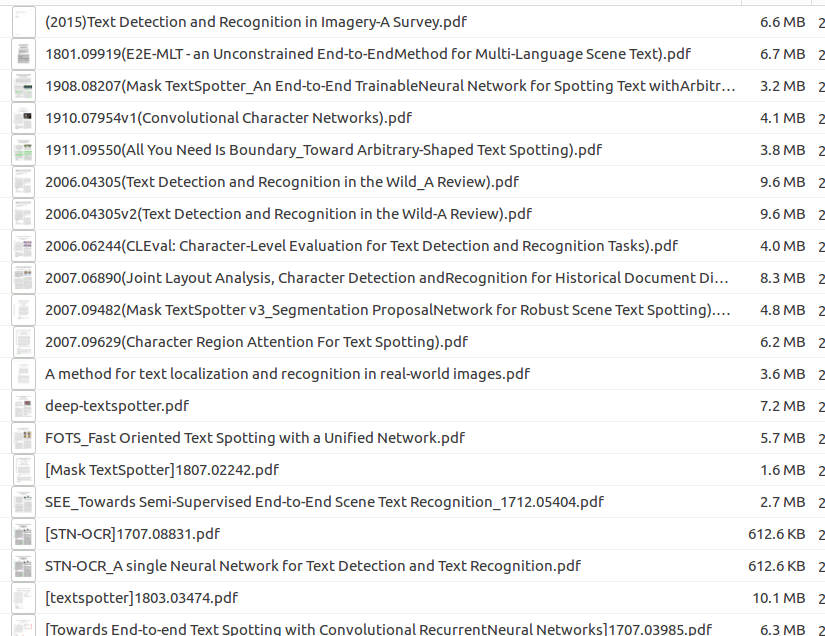 (2015)Text Detection and Recognition in Imagery-A Survey.pdf 6.6 MB 2
1801.09919(E2E-MLT - an Unconstrained End-to-EndMethod for Multi-Language Scene Text).pdf 6.7 MB 2
1908.08207(Mask TextSpotter_An End-to-End TrainableNeural Network for Spotting Text withArbitr… 3.2 MB 2
1910.07954v1(Convolutional Character Networks).pdf 4.1 MB 2
1911.09550(All You Need Is Boundary_Toward Arbitrary-Shaped Text Spotting).pdf 3.8 MB 2
2006.04305(Text Detection and Recognition in the Wild_A Review).pdf 9.6 MB 2
2006.04305v2(Text Detection and Recognition in the Wild-A Review).pdf 9.6 MB 2
2006.06244(CLEval: Character-Level Evaluation for Text Detection and Recognition Tasks).pdf 4.0 MB 2
2007.06890(Joint Layout Analysis, Character Detection andRecognition for Historical Document Di… 8.3 MB 2
2007.09482(Mask TextSpotter v3_Segmentation ProposalNetwork for Robust Scene Text Spotting).… 4.8 MB 2
2007.09629(Character Region Attention For Text Spotting).pdf 6.2 MB 2
A method for text localization and recognition in real-world images.pdf 3.6 MB 2
deep-textspotter.pdf 7.2 MB 2
FOTS_Fast Oriented Text Spotting with a Unified Network.pdf 5.7 MB 2
[Mask TextSpotter]1807.02242.pdf 1.6 MB 2
SEE_Towards Semi-Supervised End-to-End Scene Text Recognition_1712.05404.pdf 2.7 MB 2
[STN-OCR]1707.08831.pdf 612.6 KB 2
STN-OCR_A single Neural Network for Text Detection and Text Recognition.pdf 612.6 KB 2
[textspotter]1803.03474.pdf 10.1 MB 2
[Towards End-to-end Text Spotting with Convolutional RecurrentNeural Networks]1707.03985.pdf 6.3 MB 2